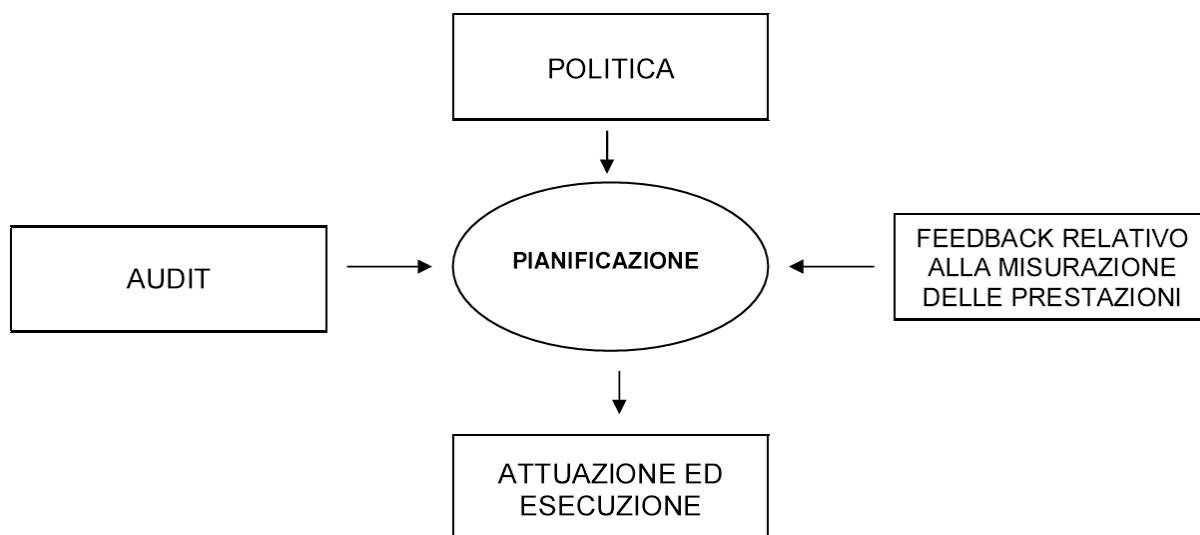 POLITICA
AUDIT
PIANIFICAZIONE
FEEDBACK RELATIVO
ALLA MISURAZIONE
DELLE PRESTAZIONI
ATTUAZIONE ED
ESECUZIONE